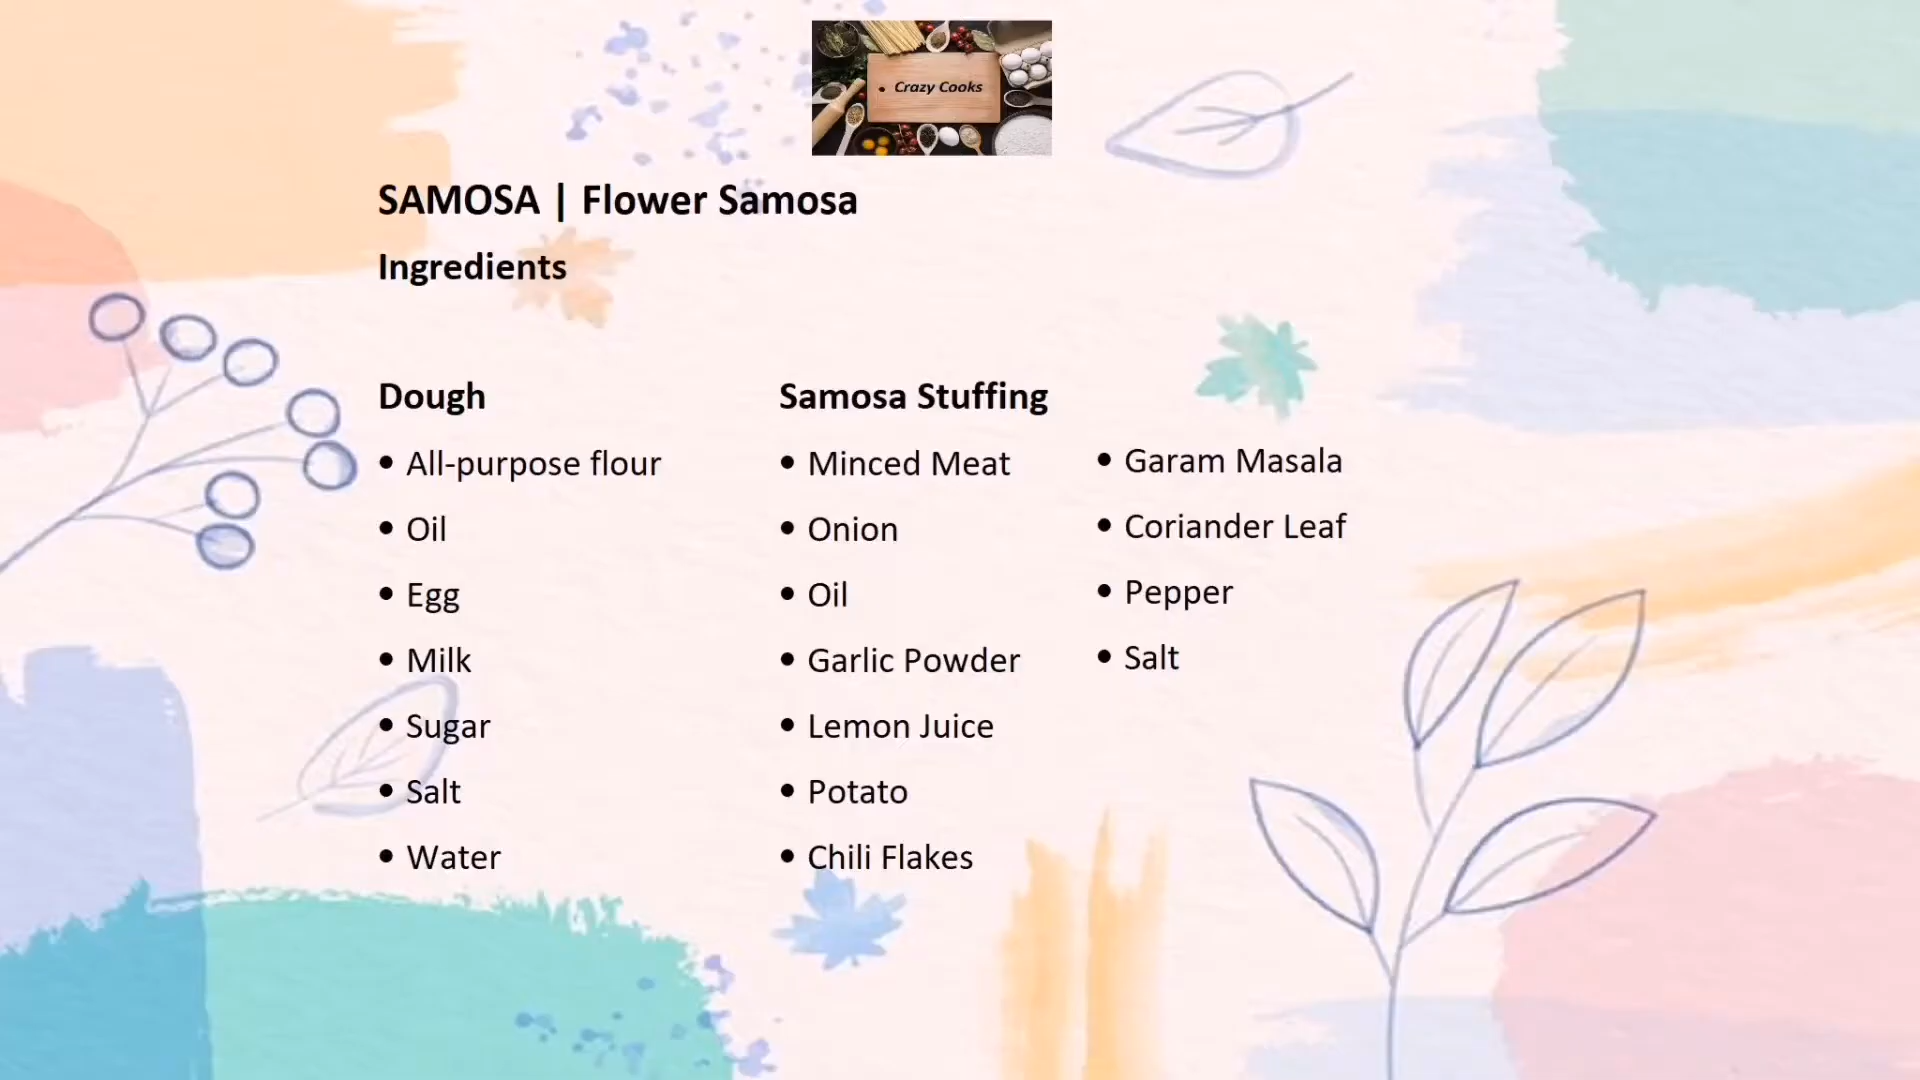 • Crazy Cooks
SAMOSA | Flower Samosa
Ingredients
Dough
• All-purpose flour
• Oil
• Egg
• Milk
• Sugar
• Salt
• Water
Samosa Stuffing
• Minced Meat
• Onion
• Oil
• Garlic Powder
• Lemon Juice
• Potato
• Chili Flakes
• Garam Masala
• Coriander Leaf
• Pepper
• Salt